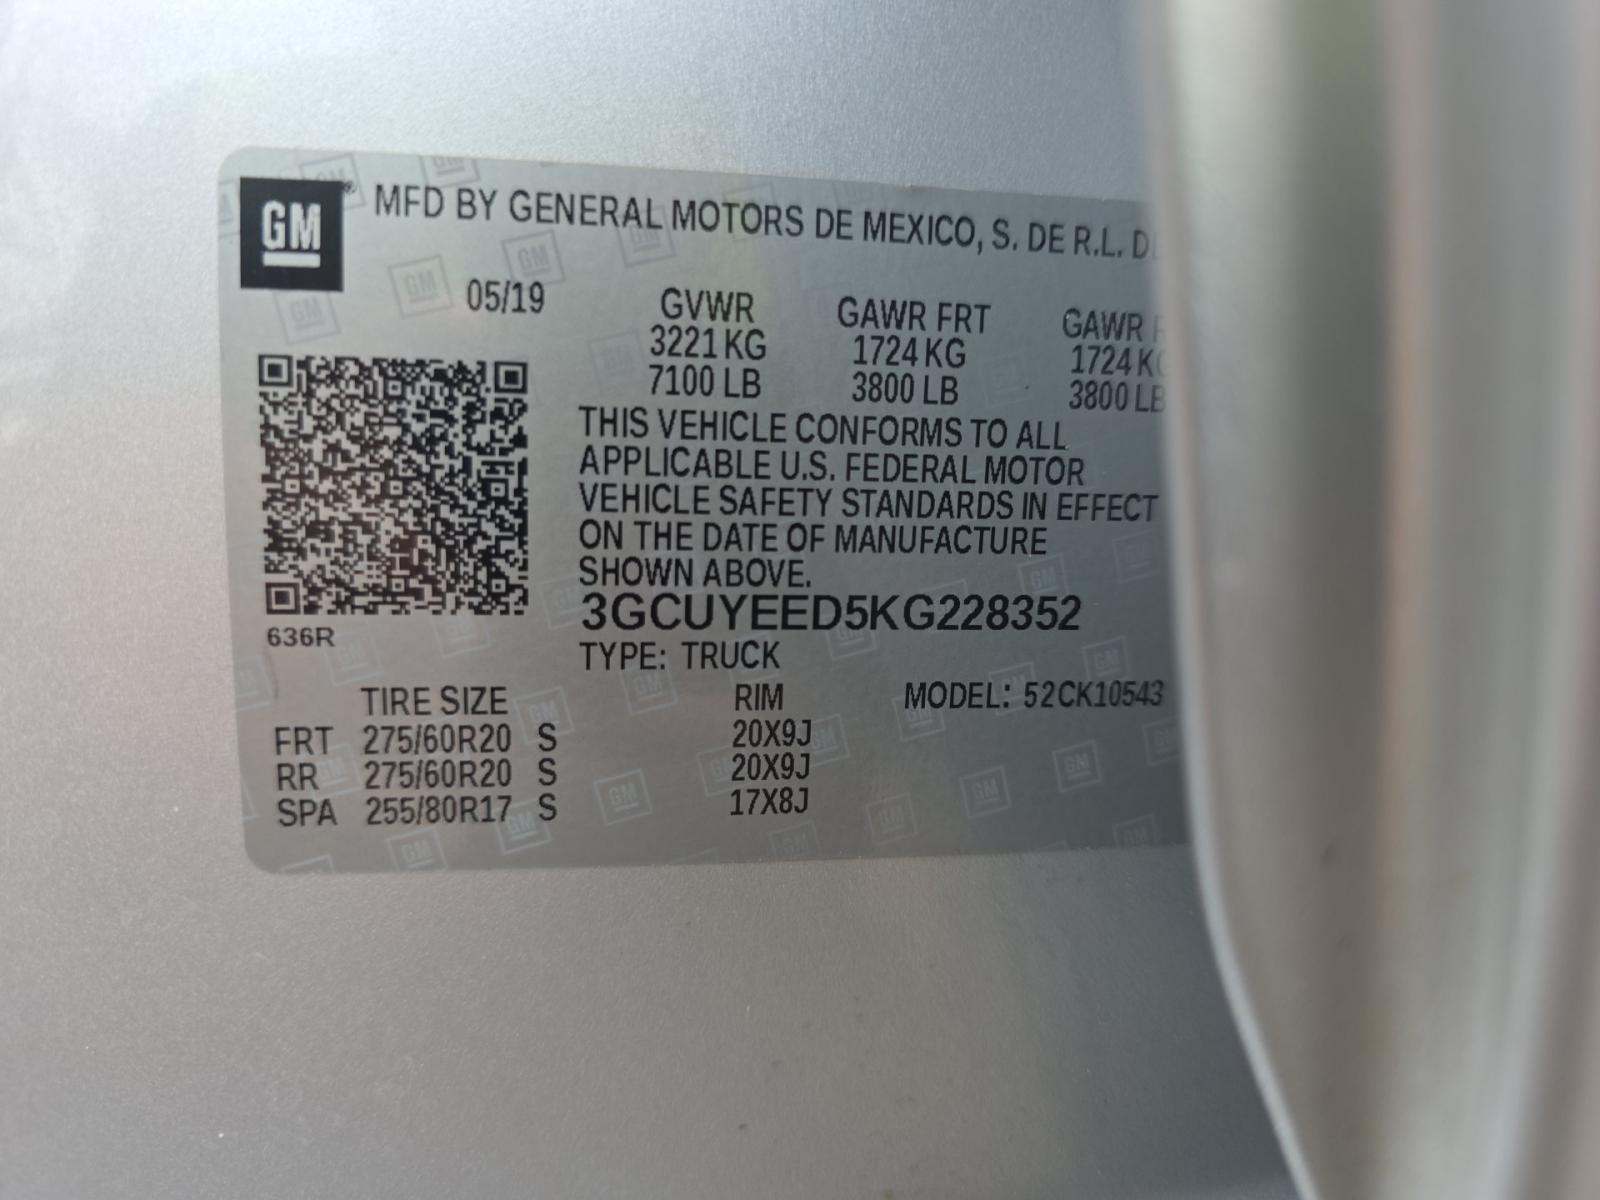 GM
MFD BY GENERAL MOTORS DE MEXICO, S. DE R.L.
05/19
GVWR GAWR FRT GAWR
3221 KG 1724 KG 1724
7100 LB 3800 LB 3800 LB
THIS VEHICLE CONFORMS TO ALL
APPLICABLE U.S. FEDERAL MOTOR
VEHICLE SAFETY STANDARDS IN EFFECT
ON THE DATE OF MANUFACTURE
SHOWN ABOVE.
3GCUYEED5KG228352
636R
TYPE: TRUCK
TIRE SIZE RIM MODEL: 52CK10543
FRT 275/60R20 S 20X9J
RR 275/60R20 S 20X9J
SPA 255/80R17 S 17X8J